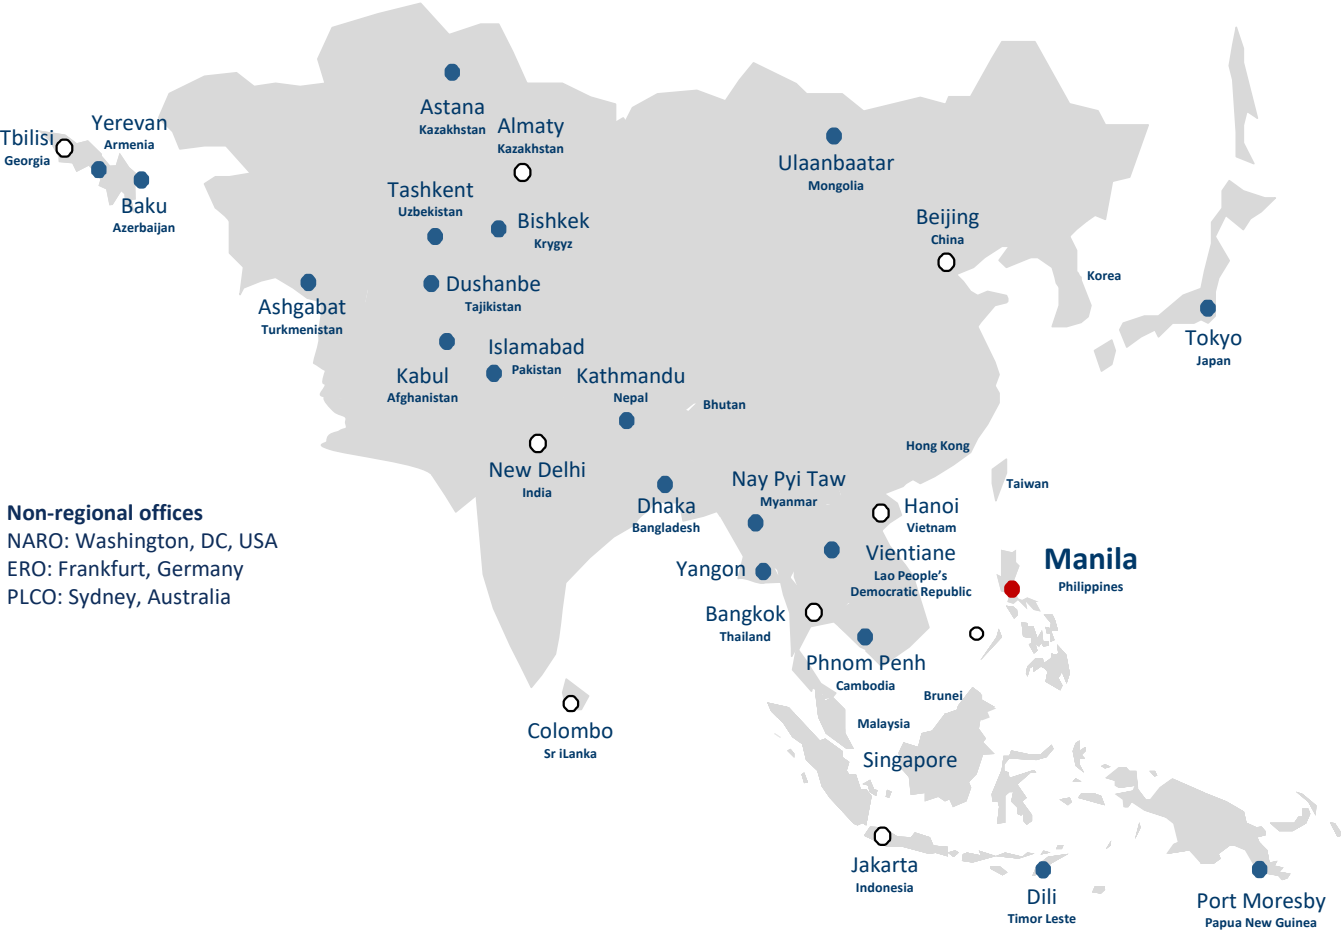 Astana
Kazakhstan
Almaty
Kazakhstan
Yerevan
Armenia
Tbilisi
Georgia
Baku
Azerbaijan
Ulaanbaatar
Mongolia
Tashkent
Uzbekistan
Bishkek
Krygyz
Beijing
China
Korea
Dushanbe
Tajikistan
Ashgabat
Turkmenistan
Tokyo
Japan
Islamabad
Pakistan
Kabul
Afghanistan
Kathmandu
Nepal
Bhutan
Hong Kong
New Delhi
India
Nay Pyi Taw
Myanmar
Taiwan
Dhaka
Bangladesh
Hanoi
Vietnam
Non-regional offices
NARO: Washington, DC, USA
ERO: Frankfurt, Germany
PLCO: Sydney, Australia
Vientiane
Lao People's
Democratic Republic
Manila
Philippines
Yangon
Bangkok
Thailand
Phnom Penh
Cambodia
Brunei
Malaysia
Colombo
Sr iLanka
Singapore
Jakarta
Indonesia
Dili
Timor Leste
Port Moresby
Papua New Guinea